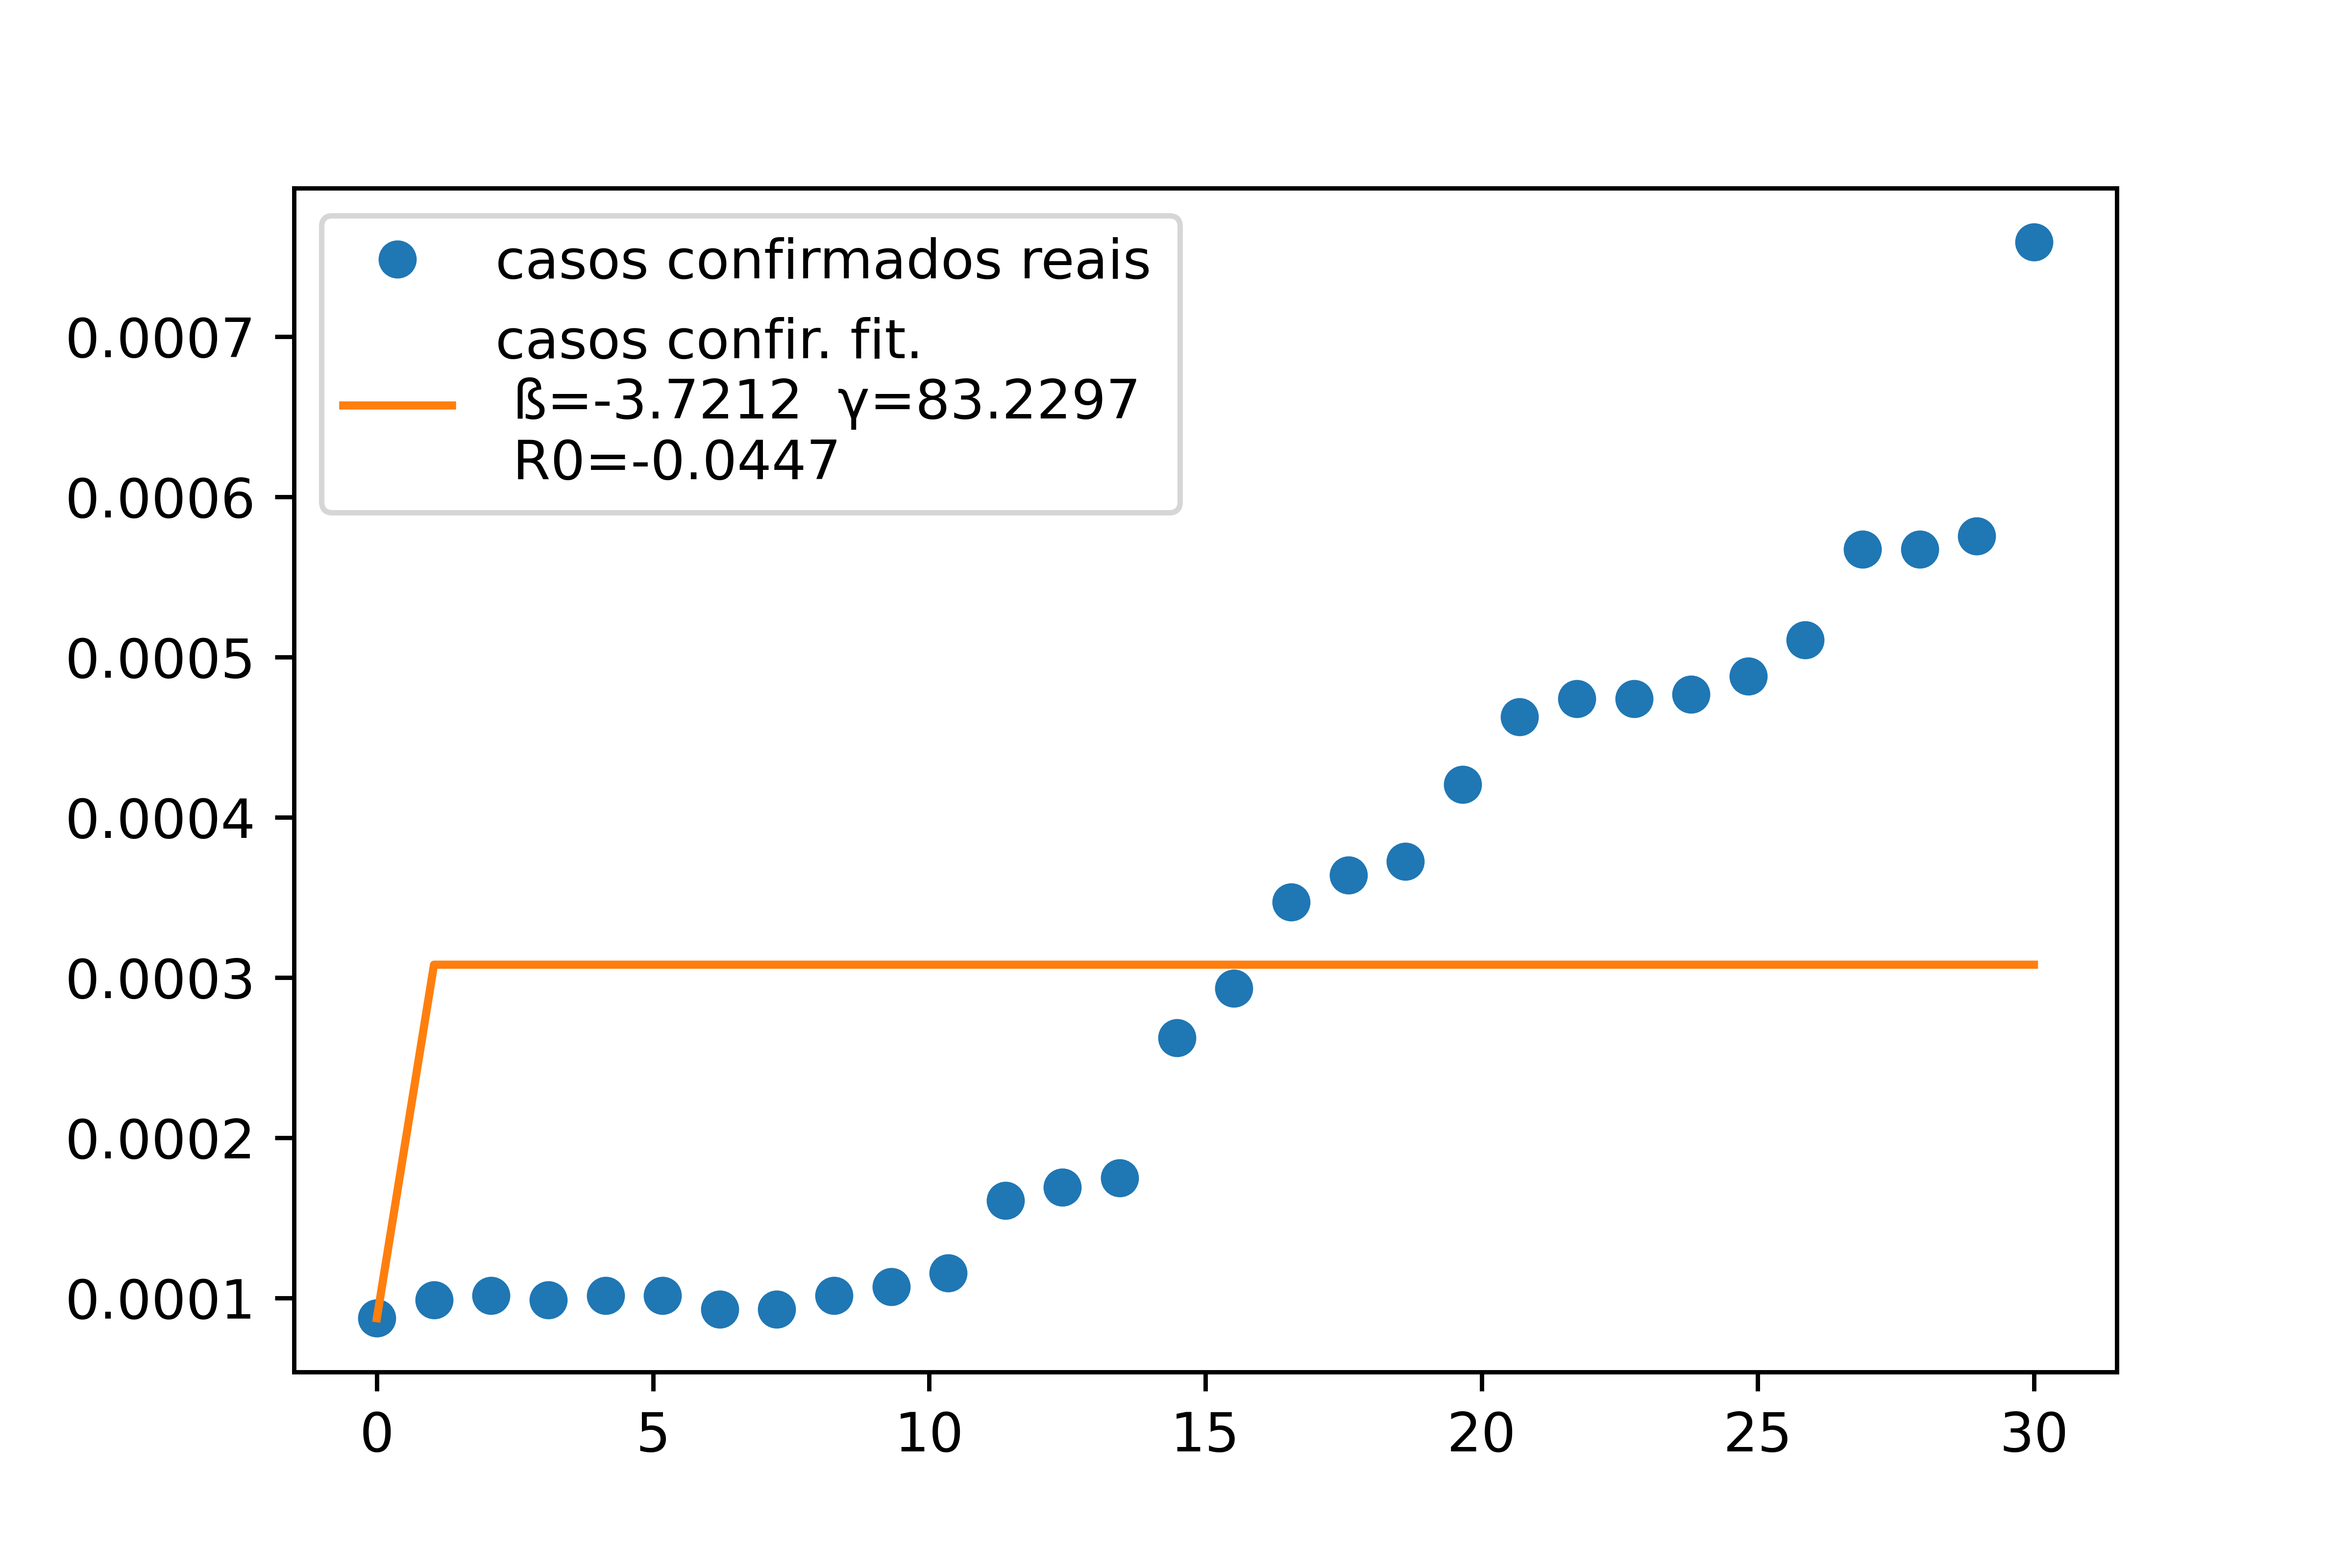 casos confirmados reais
casos confir. fit.
ß=-3.7212 γ=83.2297
R0=-0.0447
0.0007
0.0006
0.0005
0.0004
0.0003
0.0002
0.0001
0 5 10 15 20 25 30